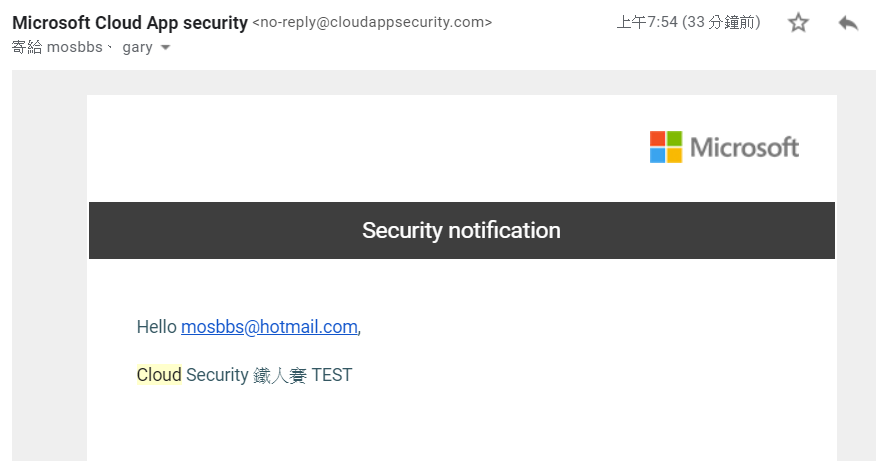 Microsoft Cloud App security <no-reply@cloudappsecurity.com> 上午7:54 (33 分鐘前)
寄給 mosbbs、 gary
Microsoft
Security notification
Hello mosbbs@hotmail.com,
Cloud Security 鐵人賽 TEST